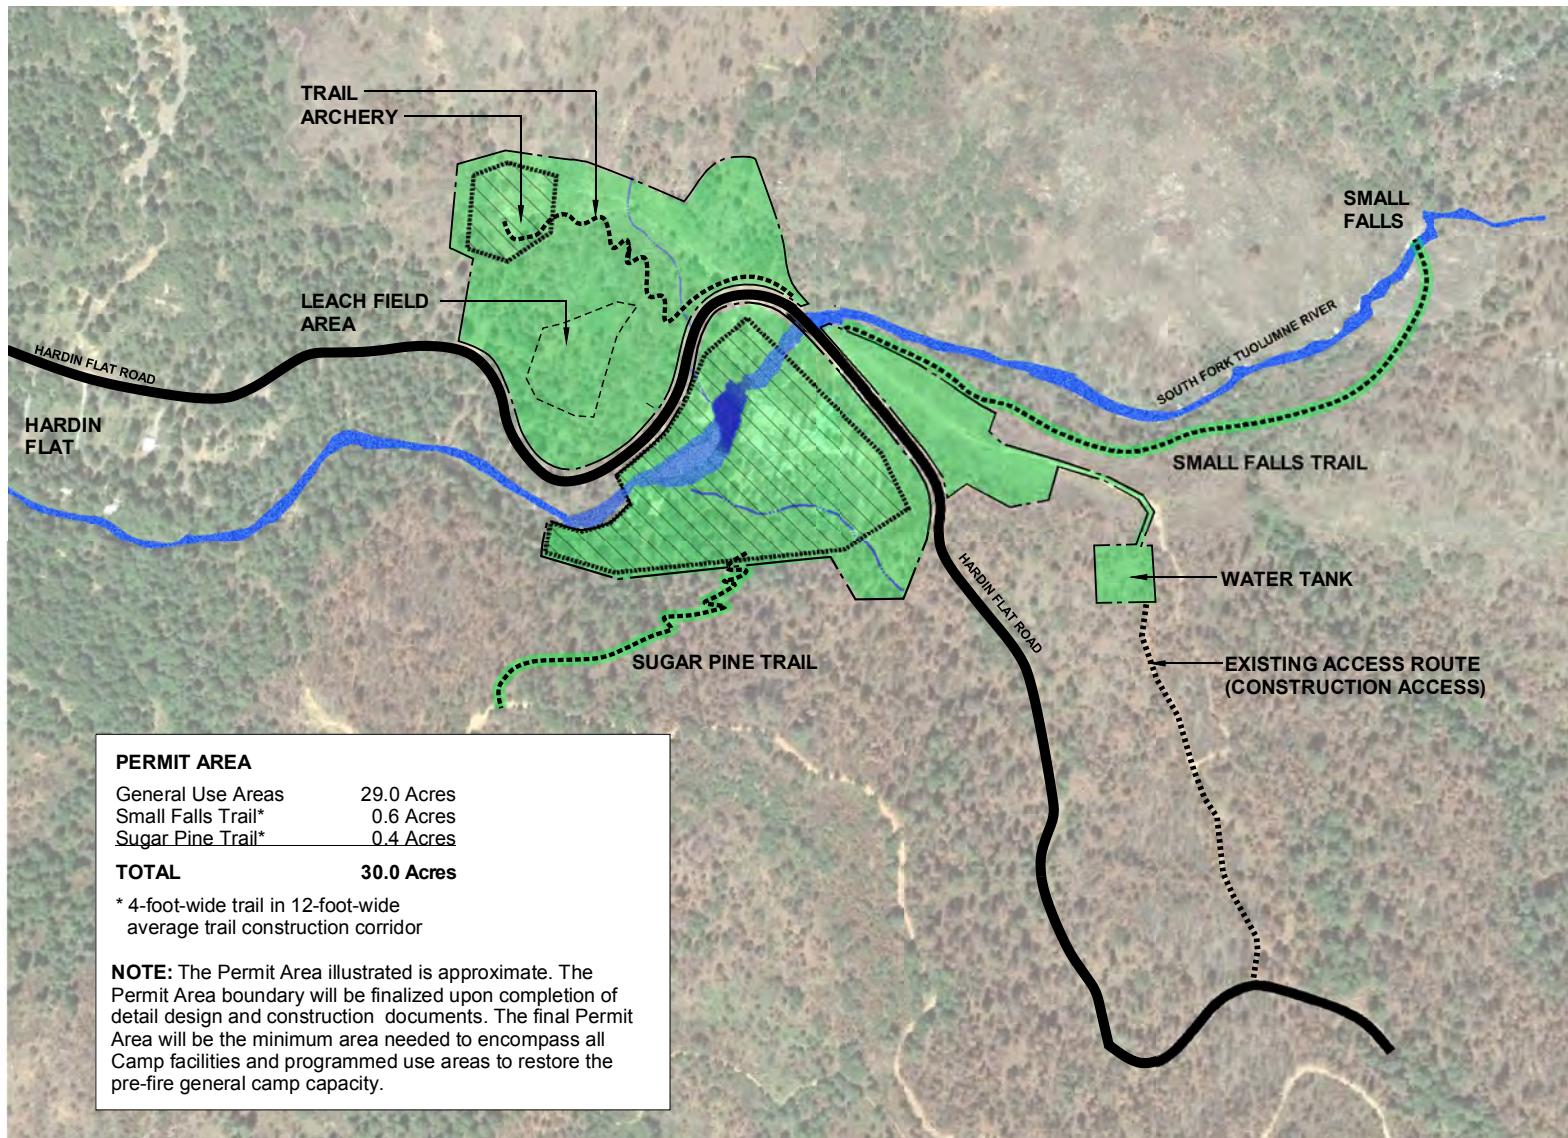 TRAIL
ARCHERY
SMALL
FALLS
LEACH FIELD
AREA
SOUTH FORK TUOLUMNE RIVER
HARDIN FLAT ROAD
HARDIN
FLAT
SMALL FALLS TRAIL
HARDIN FLAT ROAD
WATER TANK
SUGAR PINE TRAIL
EXISTING ACCESS ROUTE
(CONSTRUCTION ACCESS)
PERMIT AREA
General Use Areas 29.0 Acres
Small Falls Trail* 0.6 Acres
Sugar Pine Trail* 0.4 Acres
TOTAL 30.0 Acres
* 4-foot-wide trail in 12-foot-wide
average trail construction corridor
NOTE: The Permit Area illustrated is approximate. The
Permit Area boundary will be finalized upon completion of
detail design and construction documents. The final Permit
Area will be the minimum area needed to encompass all
Camp facilities and programmed use areas to restore the
pre-fire general camp capacity.